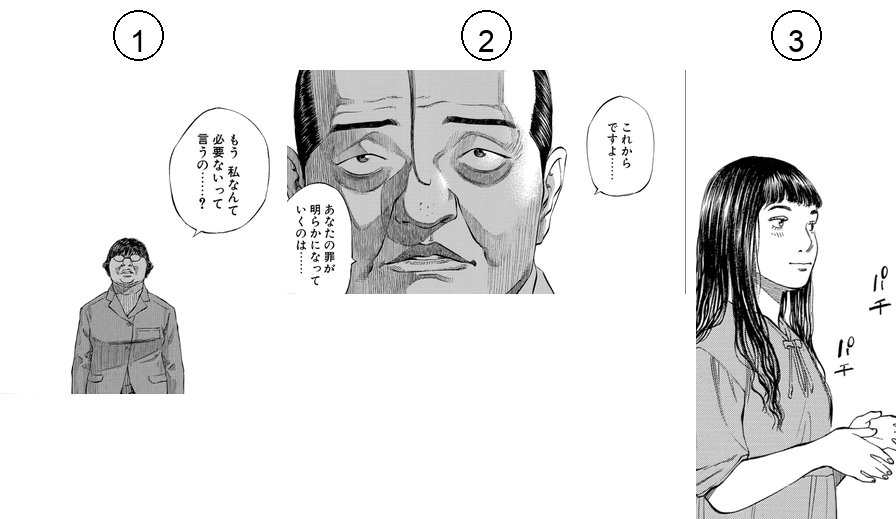 1
2
3
もう 私なんて
必要ないって
言うの……?
これから
ですよ……
あなたの罪が
明らかになって
いくのは……
パチ
パチ